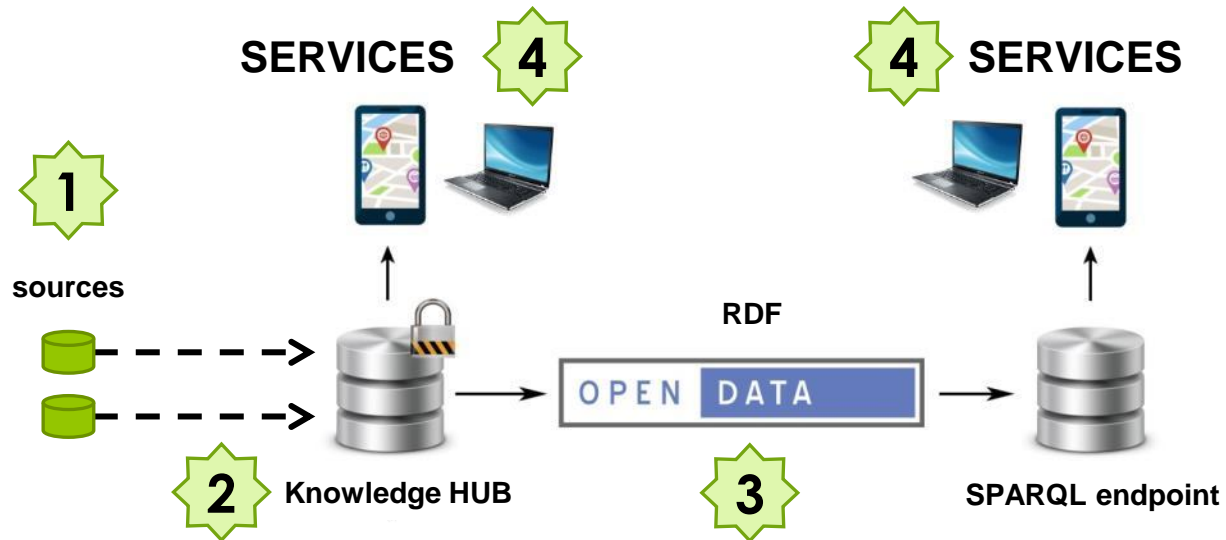 SERVICES 4
4 SERVICES
1
sources
RDF
OPEN DATA
2 Knowledge HUB
3
SPARQL endpoint